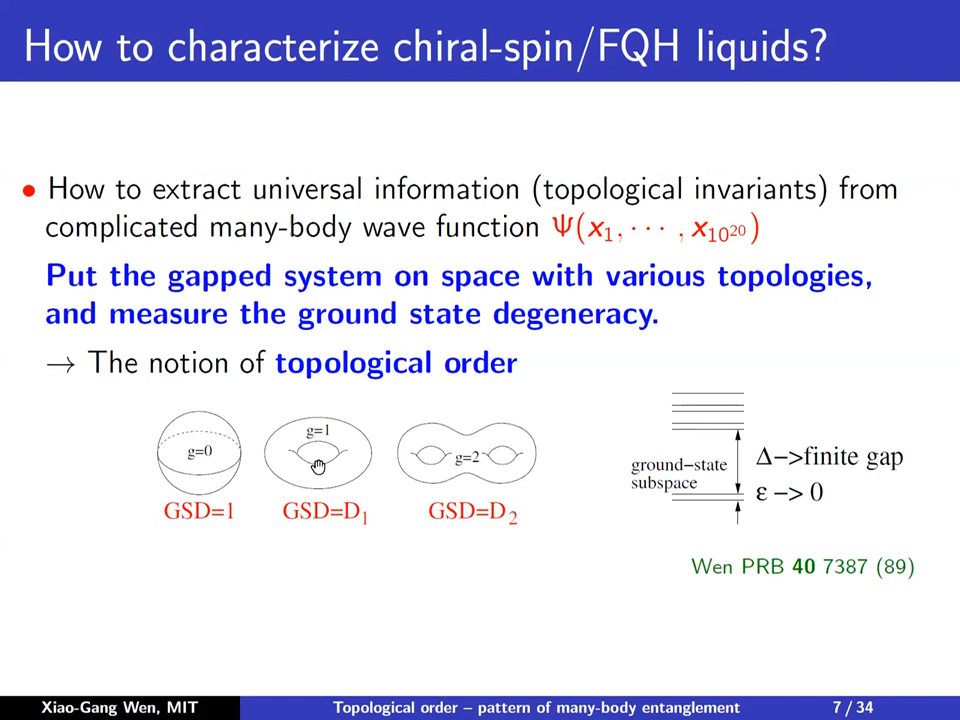 How to characterize chiral-spin/FQH liquids?
• How to extract universal information (topological invariants) from
complicated many-body wave function Ψ(x₁, ··· , x₁₀²⁰)
Put the gapped system on space with various topologies,
and measure the ground state degeneracy.
→ The notion of topological order
g=0
g=1
g=2
GSD=1
GSD=D₁
GSD=D₂
ground−state
subspace
Δ−>finite gap
ε −> 0
Wen PRB 40 7387 (89)
Xiao-Gang Wen, MIT
Topological order – pattern of many-body entanglement
7 / 34